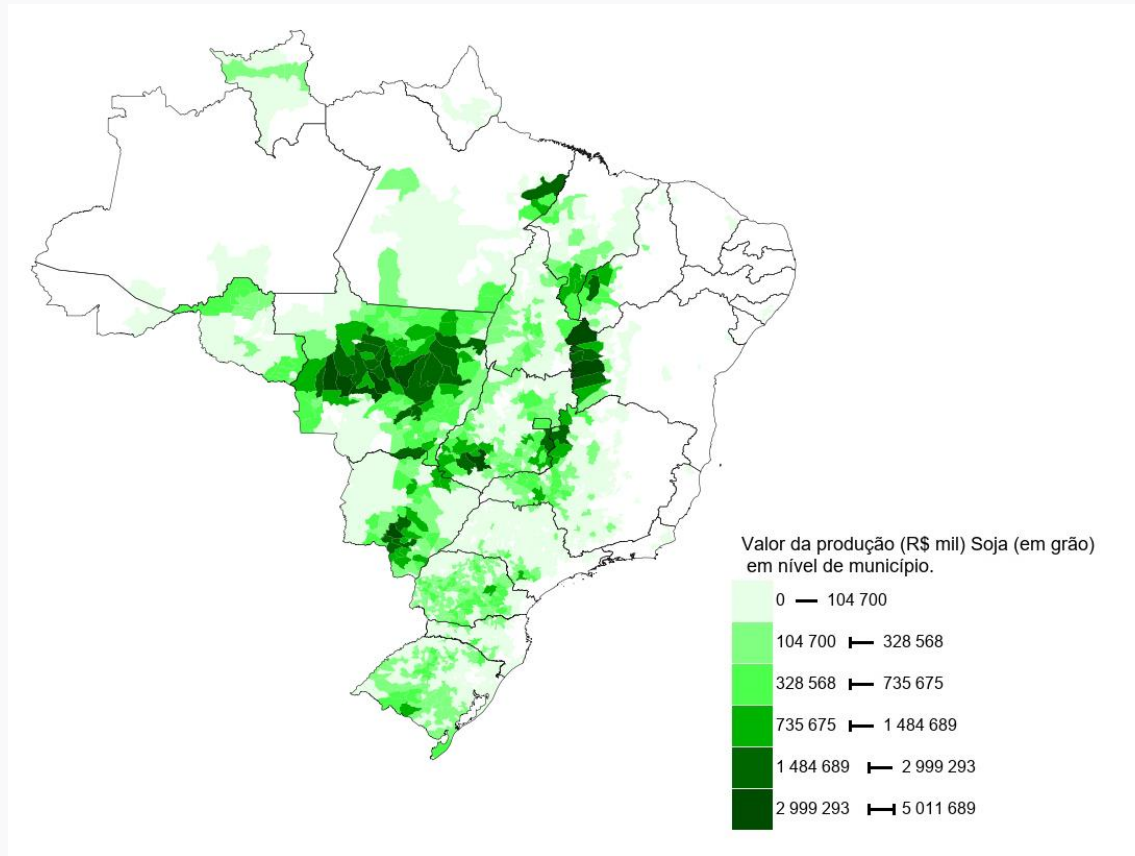 Valor da produção (R$ mil) Soja (em grão)
em nível de município.
0 — 104 700
104 700 ⊢ 328 568
328 568 ⊢ 735 675
735 675 ⊢ 1 484 689
1 484 689 ⊢ 2 999 293
2 999 293 ⊢⊣ 5 011 689